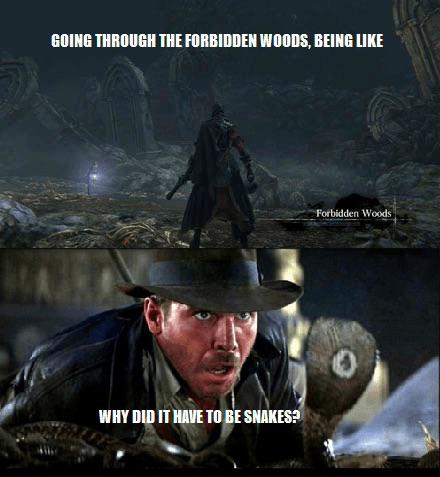 GOING THROUGH THE FORBIDDEN WOODS, BEING LIKE
Forbidden Woods
WHY DID IT HAVE TO BE SNAKES?